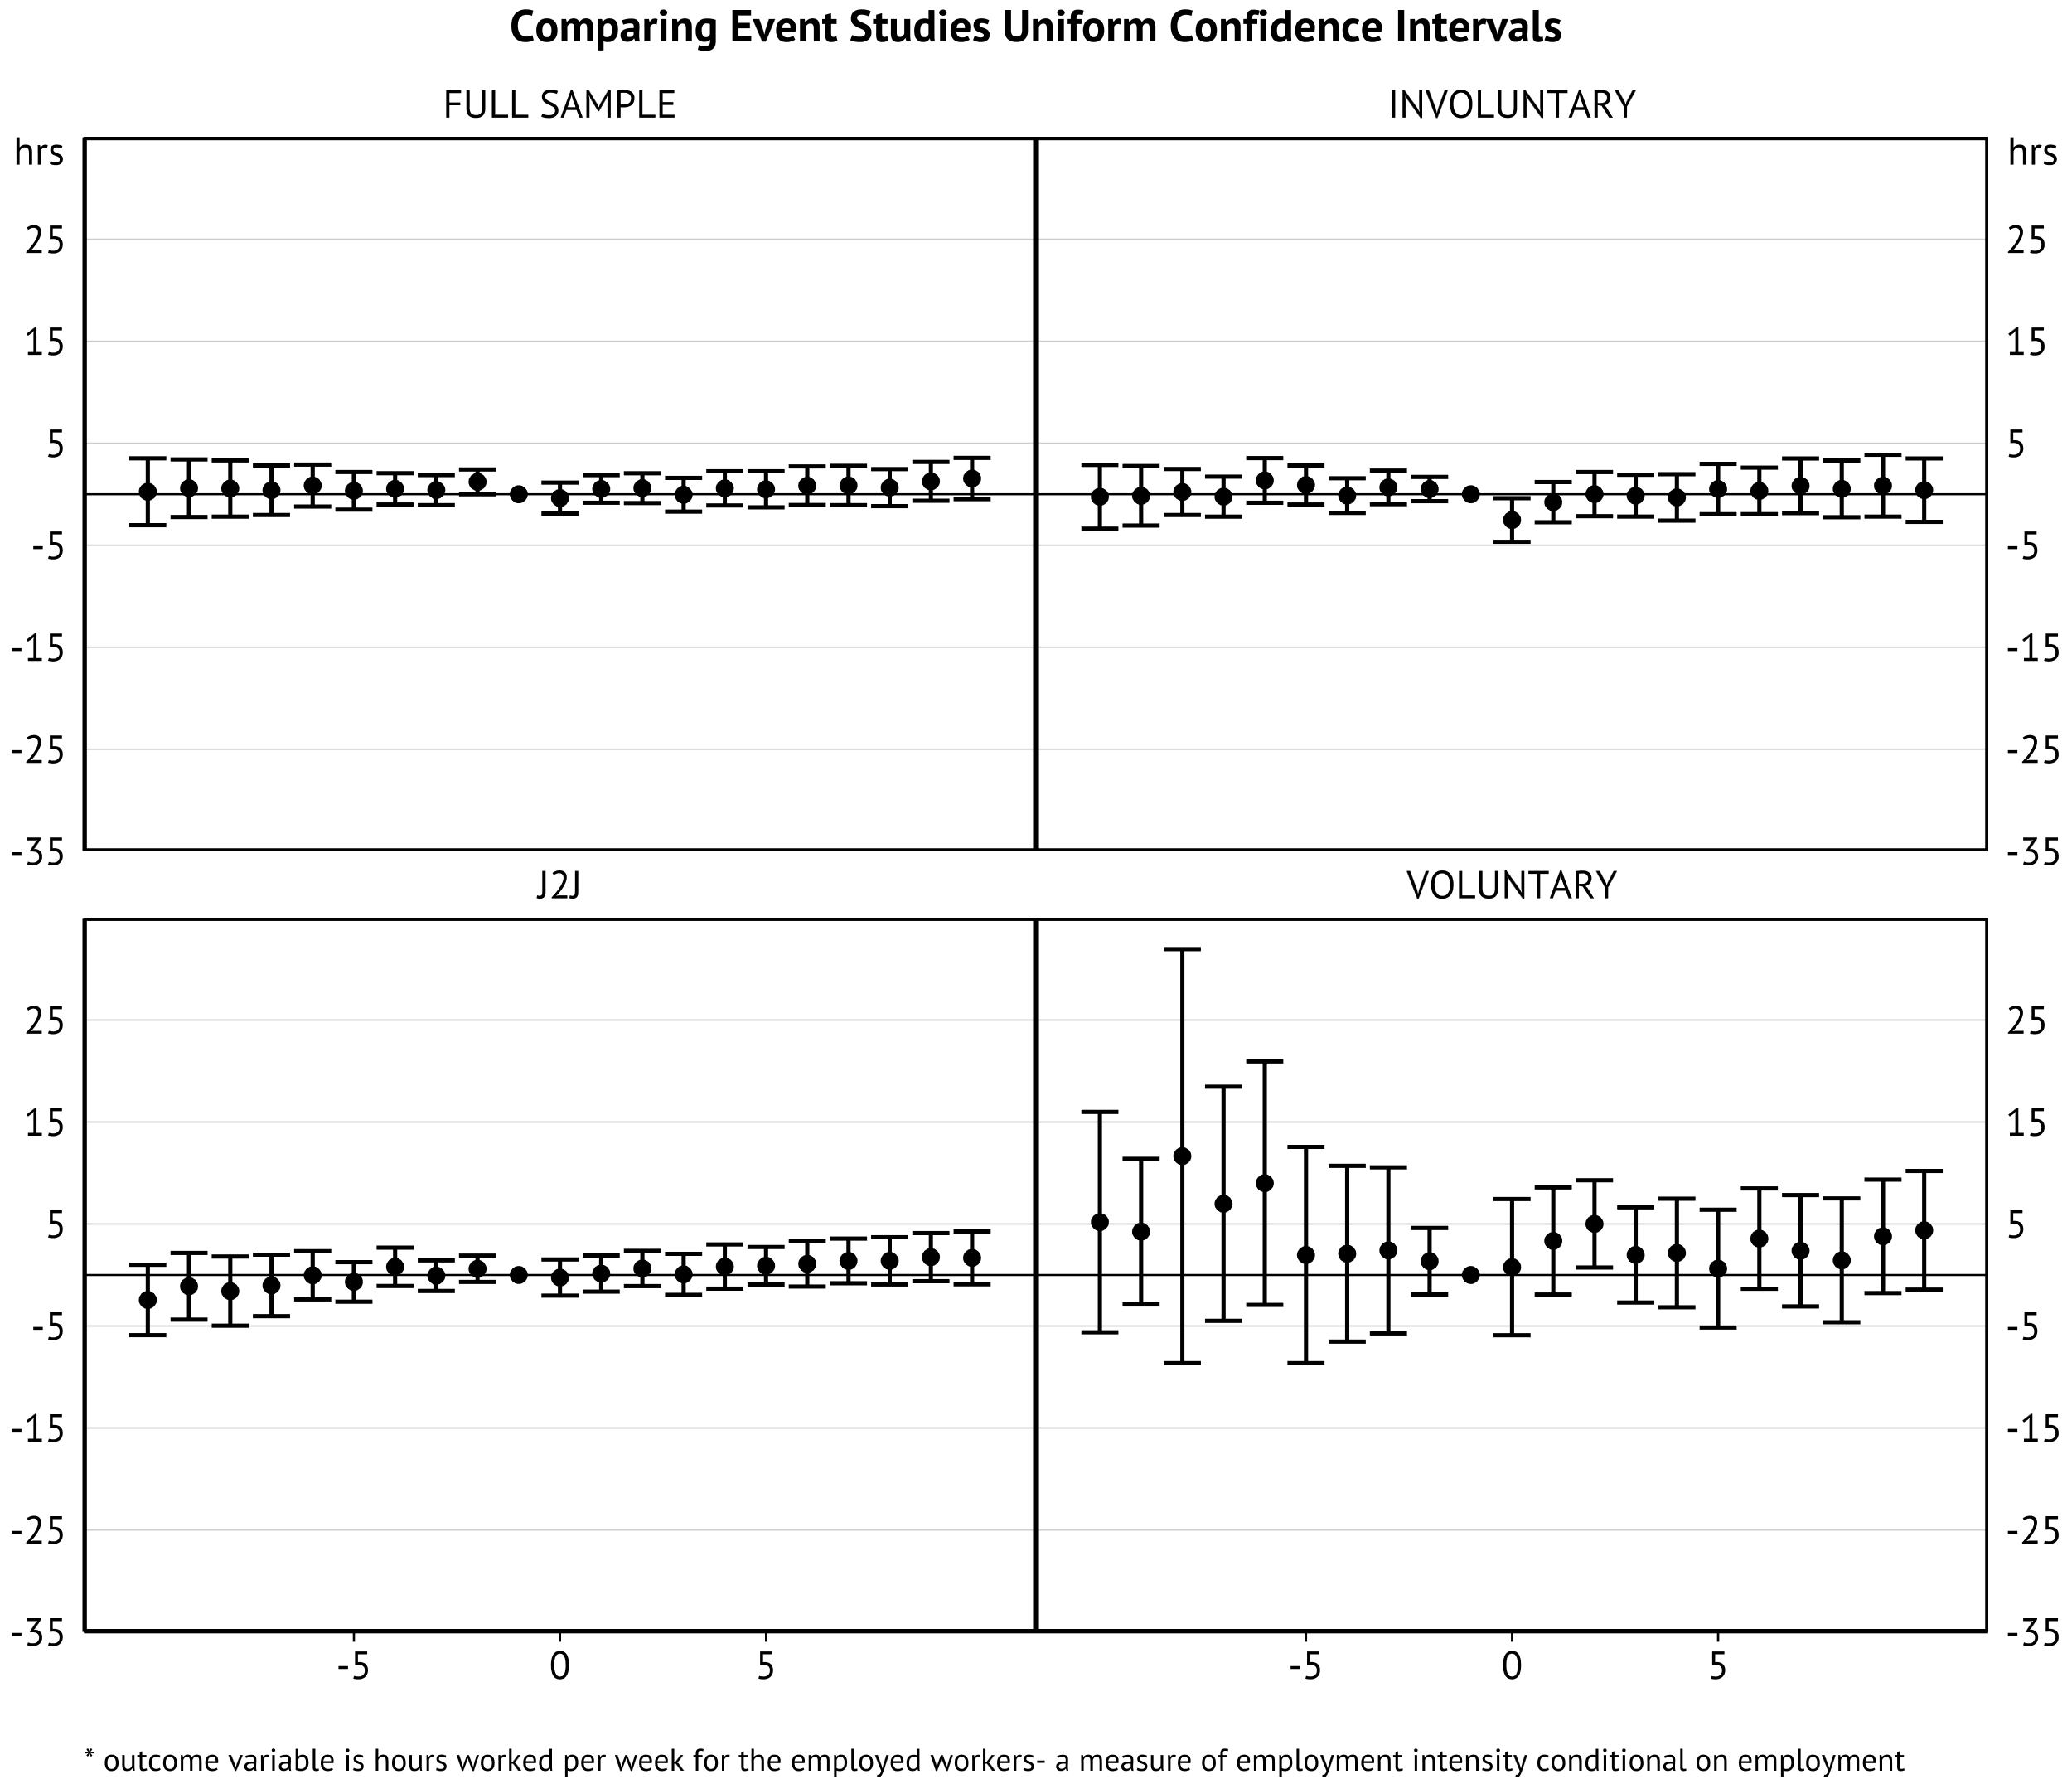 Comparing Event Studies Uniform Confidence Intervals
FULL SAMPLE INVOLUNTARY
hrs hrs
25 25
15 15
5 5
-5 -5
-15 -15
-25 -25
-35 -35
J2J VOLUNTARY
25 25
15 15
5 5
-5 -5
-15 -15
-25 -25
-35 -35
-5 0 5 -5 0 5
* outcome variable is hours worked per week for the employed workers- a measure of employment intensity conditional on employment